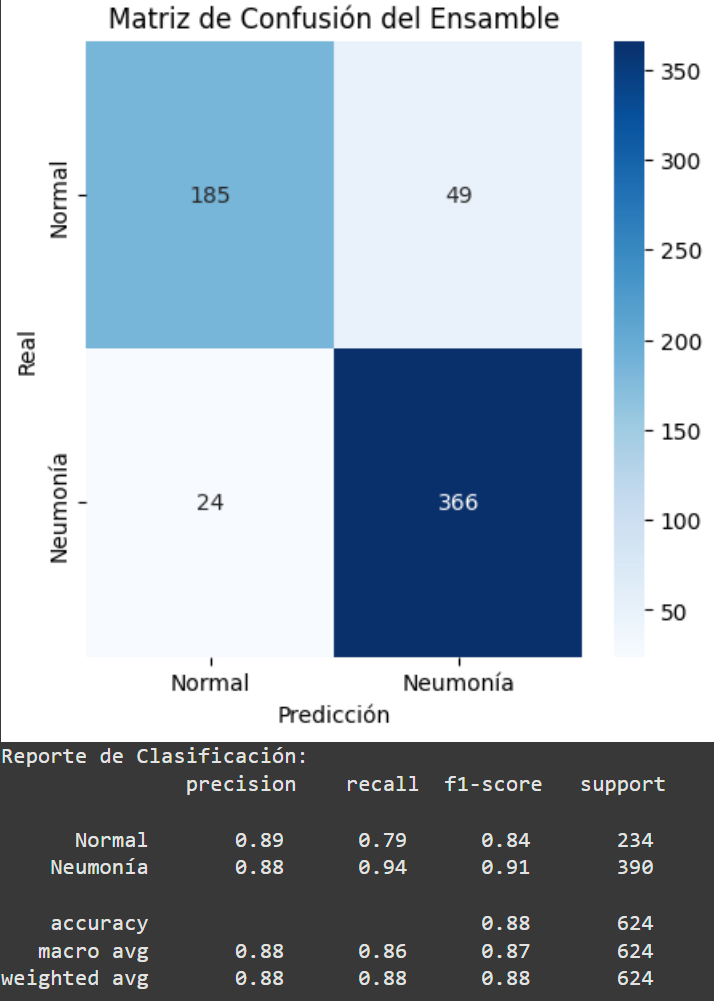 Matriz de Confusión del Ensamble
Normal
185
49
Real
Neumonía
24
366
Normal
Neumonía
Predicción
350
300
250
200
150
100
50
Reporte de Clasificación:
precision recall f1-score support
Normal 0.89 0.79 0.84 234
Neumonía 0.88 0.94 0.91 390
accuracy 0.88 624
macro avg 0.88 0.86 0.87 624
weighted avg 0.88 0.88 0.88 624